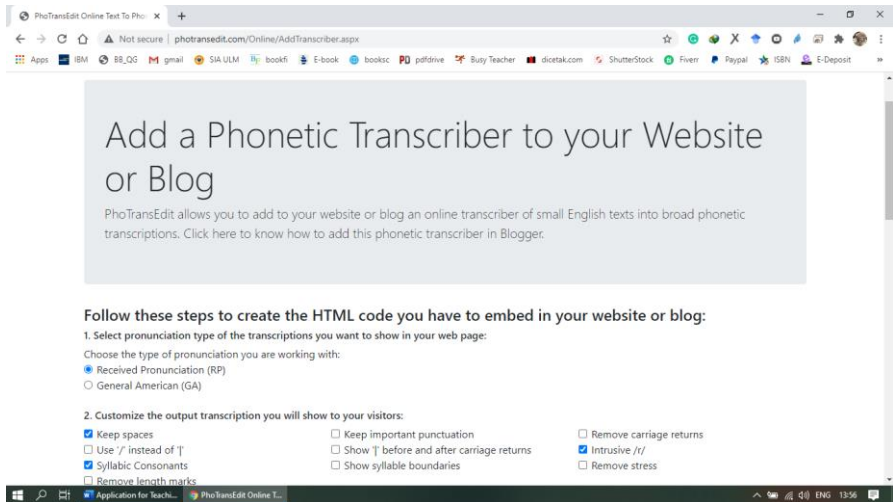 PhoTransEdit Online Text To Pho
Not secure | photransedit.com/Online/AddTranscriber.aspx
Apps IBM BB_QG gmail SIA ULM bookfi E-book booksc pdfdrive Busy Teacher dicetak.com ShutterStock Fiverr Paypal ISBN E-Deposit »
Add a Phonetic Transcriber to your Website
or Blog
PhoTransEdit allows you to add to your website or blog an online transcriber of small English texts into broad phonetic
transcriptions. Click here to know how to add this phonetic transcriber in Blogger.
Follow these steps to create the HTML code you have to embed in your website or blog:
1. Select pronunciation type of the transcriptions you want to show in your web page:
Choose the type of pronunciation you are working with:
Received Pronunciation (RP)
General American (GA)
2. Customize the output transcription you will show to your visitors:
Keep spaces Keep important punctuation Remove carriage returns
Use '/' instead of '|' Show '|' before and after carriage returns Intrusive /r/
Syllabic Consonants Show syllable boundaries Remove stress
Remove length marks
Application for Teachi... PhoTransEdit Online T... ENG 13:56